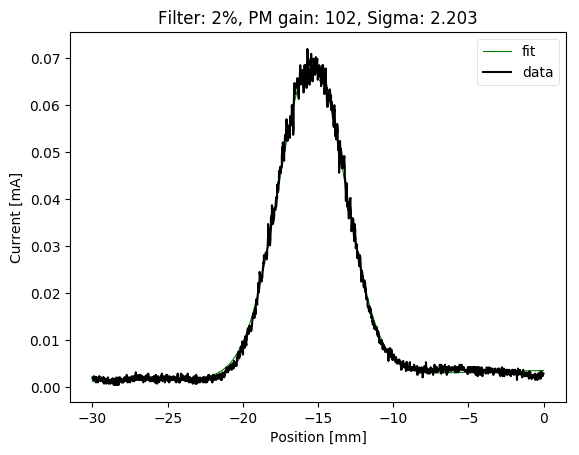 Filter: 2%, PM gain: 102, Sigma: 2.203
fit
data
0.07
0.06
0.05
0.04
0.03
0.02
0.01
0.00
Current [mA]
−30 −25 −20 −15 −10 −5 0
Position [mm]